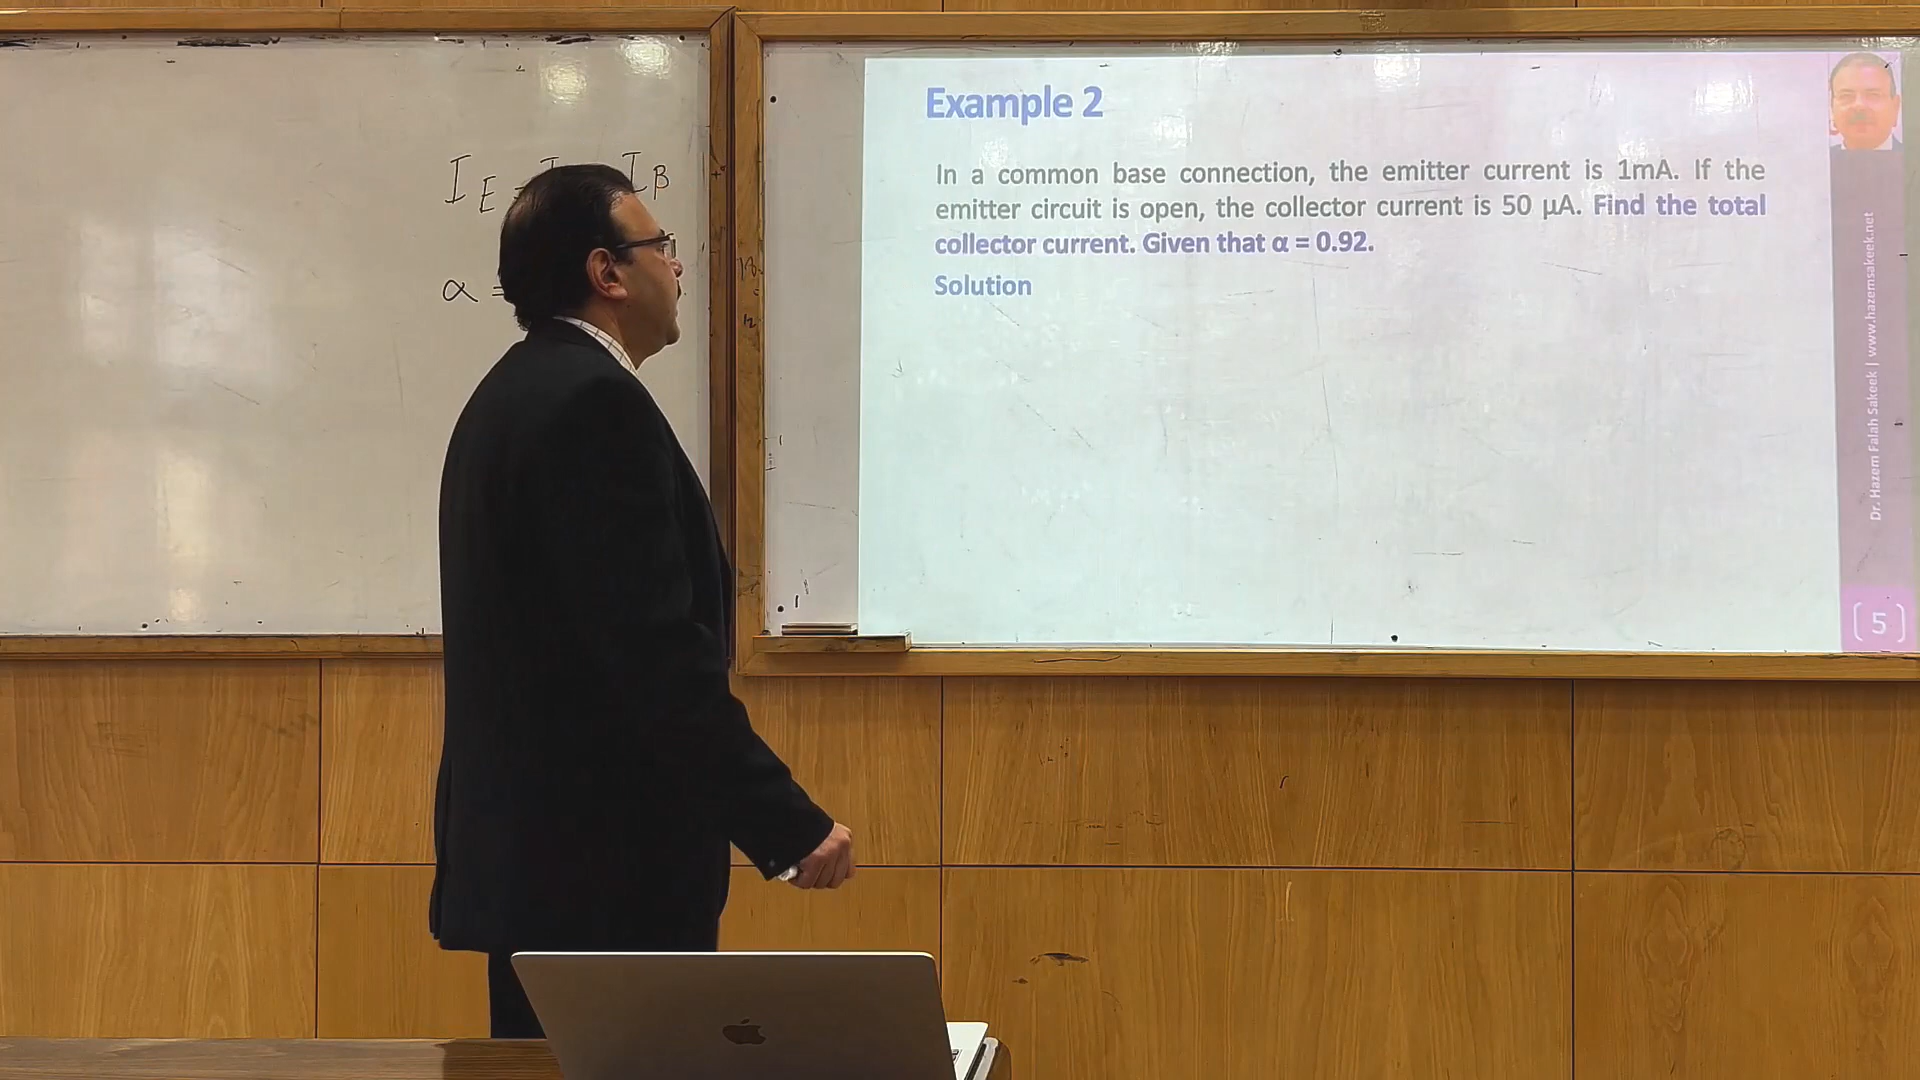 I_E = I_B
α =
Example 2
In a common base connection, the emitter current is 1mA. If the
emitter circuit is open, the collector current is 50 µA. Find the total
collector current. Given that α = 0.92.
Solution
Dr. Hazem Falah Sakeek | www.hazemsakeek.net
[ 5 ]